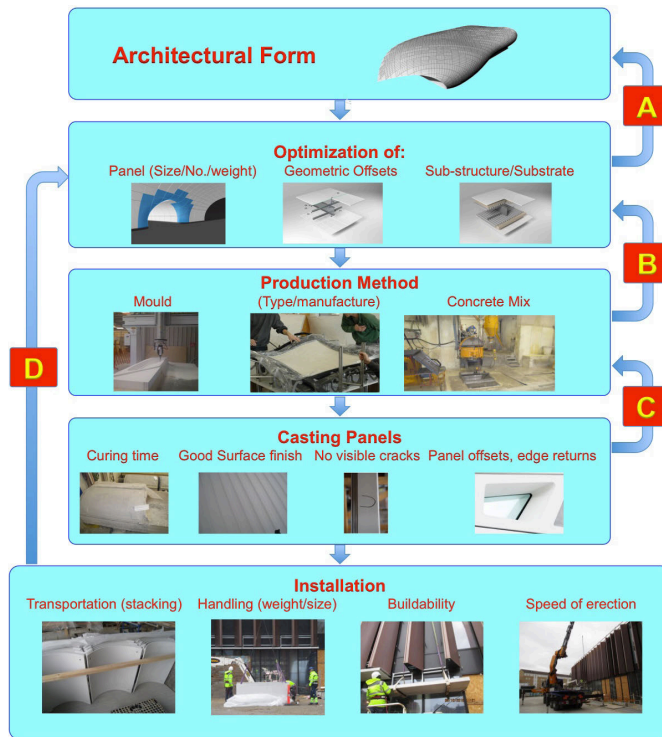 Architectural Form
A
Optimization of:
Panel (Size/No./weight) Geometric Offsets Sub-structure/Substrate
B
Production Method
Mould (Type/manufacture) Concrete Mix
D
C
Casting Panels
Curing time Good Surface finish No visible cracks Panel offsets, edge returns
Installation
Transportation (stacking) Handling (weight/size) Buildability Speed of erection